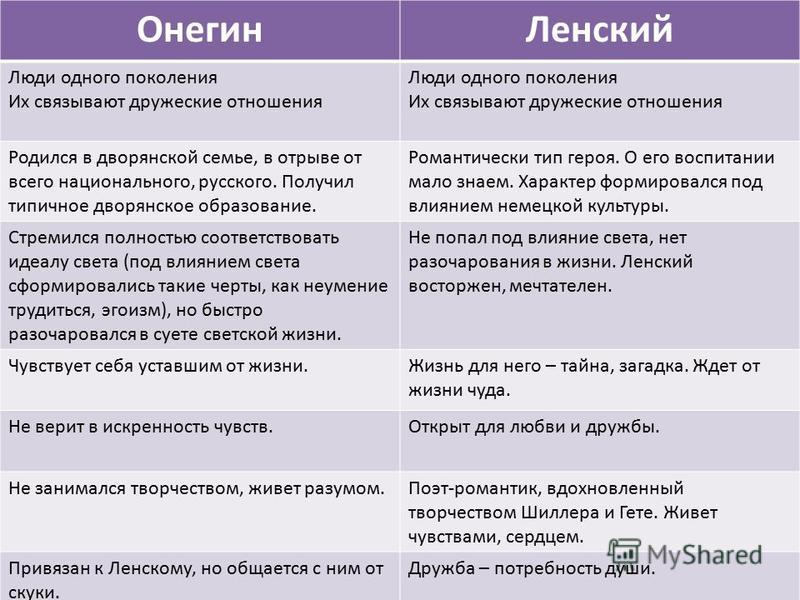 Онегин
Ленский
Люди одного поколения
Их связывают дружеские отношения
Люди одного поколения
Их связывают дружеские отношения
Родился в дворянской семье, в отрыве от
всего национального, русского. Получил
типичное дворянское образование.
Романтически тип героя. О его воспитании
мало знаем. Характер формировался под
влиянием немецкой культуры.
Стремился полностью соответствовать
идеалу света (под влиянием света
сформировались такие черты, как неумение
трудиться, эгоизм), но быстро
разочаровался в суете светской жизни.
Не попал под влияние света, нет
разочарования в жизни. Ленский
восторжен, мечтателен.
Чувствует себя уставшим от жизни.
Жизнь для него – тайна, загадка. Ждет от
жизни чуда.
Не верит в искренность чувств.
Открыт для любви и дружбы.
Не занимался творчеством, живет разумом.
Поэт-романтик, вдохновленный
творчеством Шиллера и Гете. Живет
чувствами, сердцем.
Привязан к Ленскому, но общается с ним от
скуки.
Дружба – потребность души.
MyShared